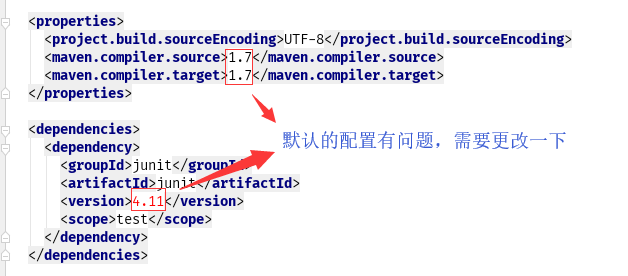 <properties>
<project.build.sourceEncoding>UTF-8</project.build.sourceEncoding>
<maven.compiler.source>1.7</maven.compiler.source>
<maven.compiler.target>1.7</maven.compiler.target>
</properties>
<dependencies>
<dependency>
默认的配置有问题，需要更改一下
<groupId>junit</groupId>
<artifactId>junit</artifactId>
<version>4.11</version>
<scope>test</scope>
</dependency>
</dependencies>